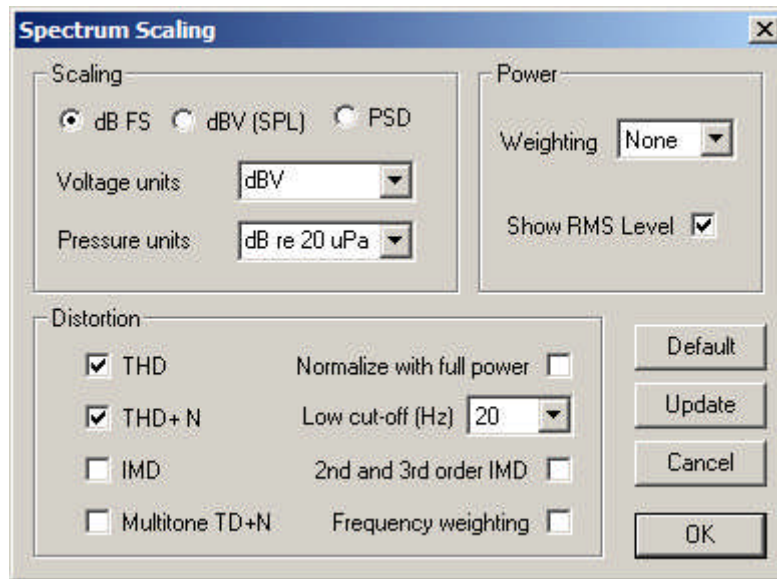 Spectrum Scaling
Scaling
dB FS dBV (SPL) PSD
Voltage units dBV
Pressure units dB re 20 uPa
Power
Weighting None
Show RMS Level
Distortion
THD Normalize with full power
THD+ N Low cut-off (Hz) 20
IMD 2nd and 3rd order IMD
Multitone TD+N Frequency weighting
Default
Update
Cancel
OK